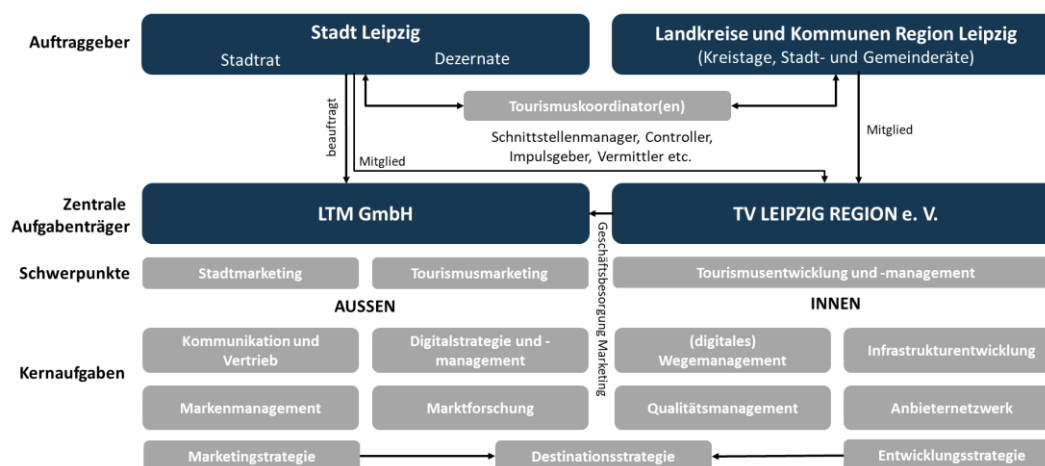 Auftraggeber
Stadt Leipzig
Stadtrat
Dezernate
Landkreise und Kommunen Region Leipzig
(Kreistage, Stadt- und Gemeinderäte)
Tourismuskoordinator(en)
Schnittstellenmanager, Controller,
Impulsgeber, Vermittler etc.
beauftragt
Mitglied
Mitglied
Zentrale
Aufgabenträger
LTM GmbH
TV LEIPZIG REGION e. V.
Geschäftsbesorgung Marketing
Schwerpunkte
Stadtmarketing
Tourismusmarketing
Tourismusentwicklung und -management
AUSSEN
INNEN
Kernaufgaben
Kommunikation und
Vertrieb
Digitalstrategie und -
management
(digitales)
Wegemanagement
Infrastrukturentwicklung
Markenmanagement
Marktforschung
Qualitätsmanagement
Anbieternetzwerk
Marketingstrategie
Destinationsstrategie
Entwicklungsstrategie